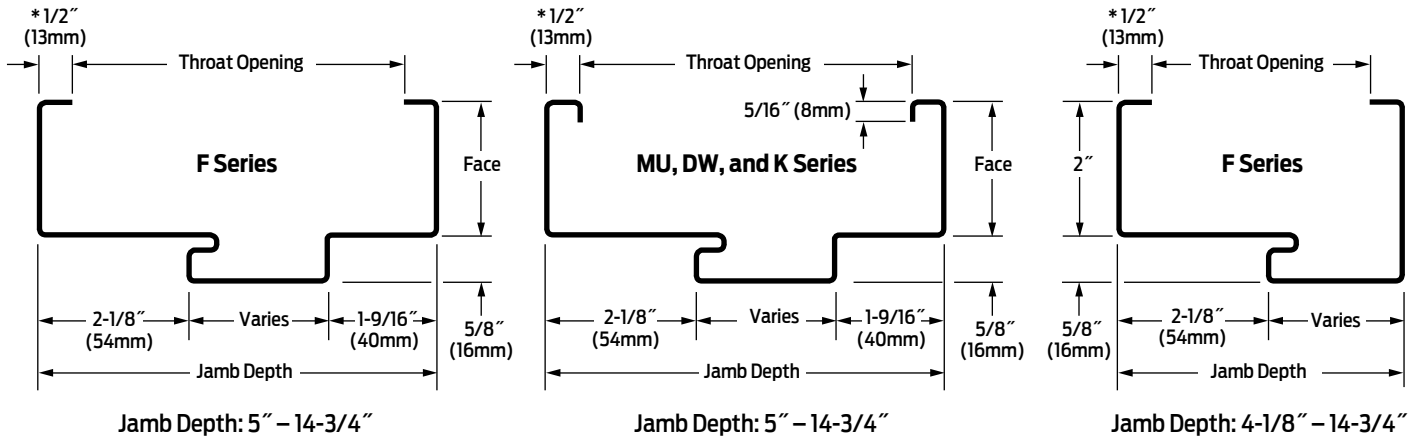 *1/2″
(13mm)
Throat Opening
F Series
Face
2-1/8″
(54mm)
Varies
1-9/16″
(40mm)
5/8″
(16mm)
Jamb Depth
Jamb Depth: 5″ – 14-3/4″
*1/2″
(13mm)
Throat Opening
5/16″ (8mm)
MU, DW, and K Series
Face
2-1/8″
(54mm)
Varies
1-9/16″
(40mm)
5/8″
(16mm)
Jamb Depth
Jamb Depth: 5″ – 14-3/4″
*1/2″
(13mm)
Throat Opening
2″
F Series
5/8″
(16mm)
2-1/8″
(54mm)
Varies
Jamb Depth
Jamb Depth: 4-1/8″ – 14-3/4″